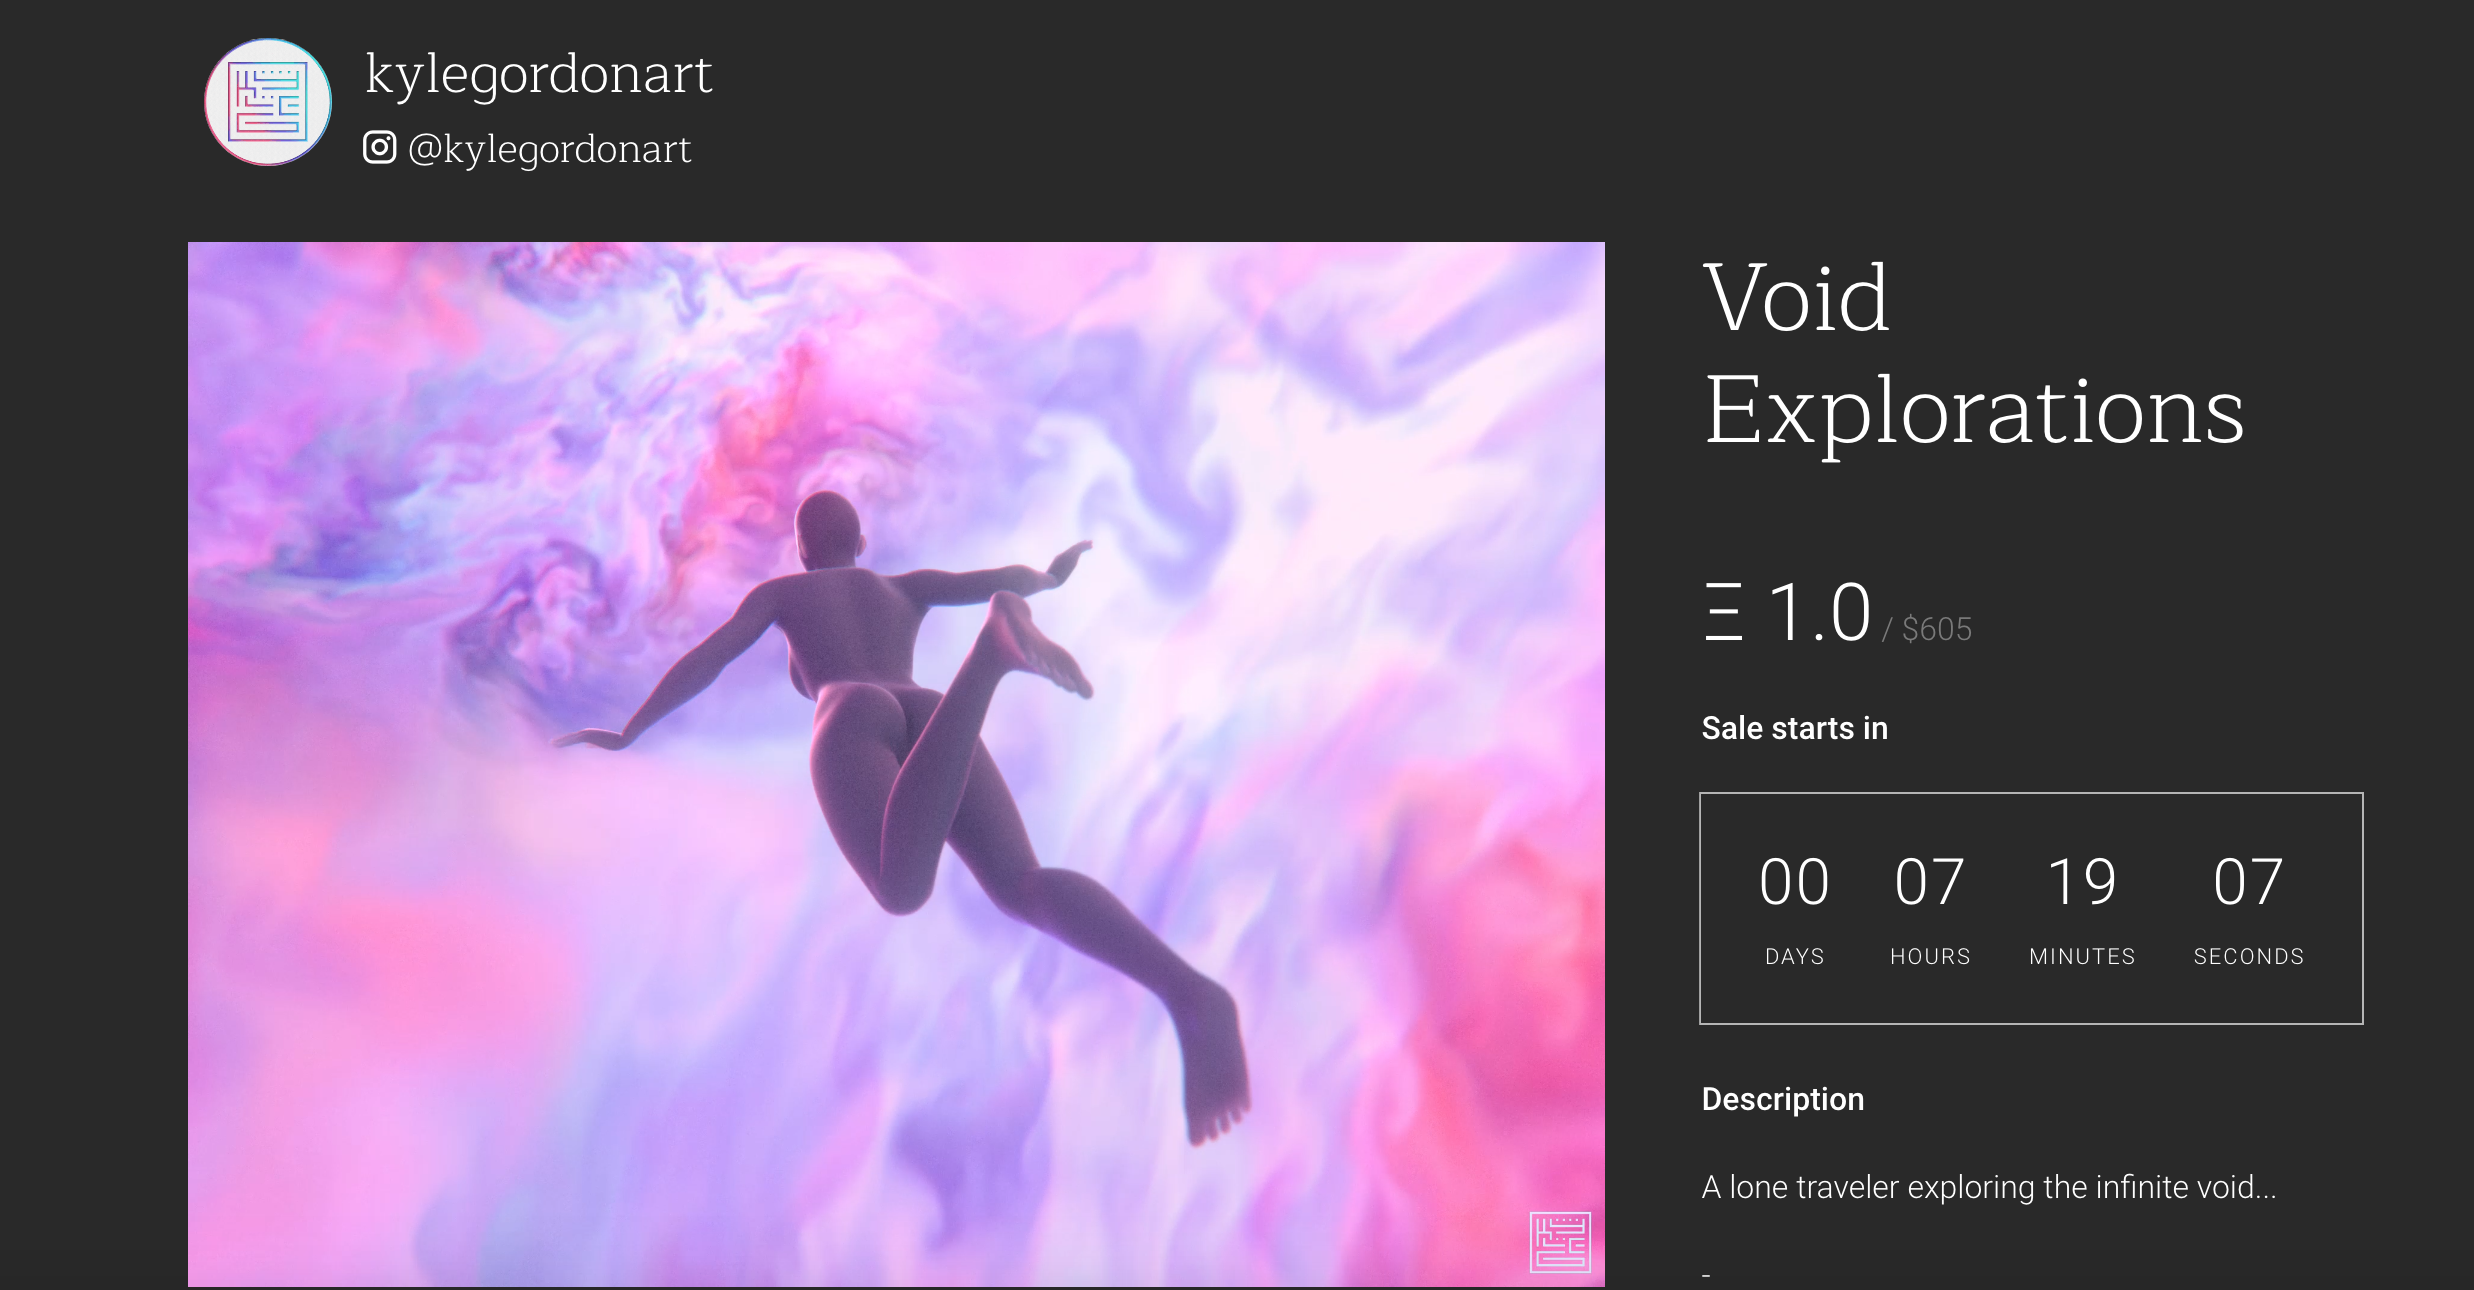 kylegordonart
@kylegordonart
Void
Explorations
Ξ 1.0 / $605
Sale starts in
00 07 19 07
DAYS HOURS MINUTES SECONDS
Description
A lone traveler exploring the infinite void...
-